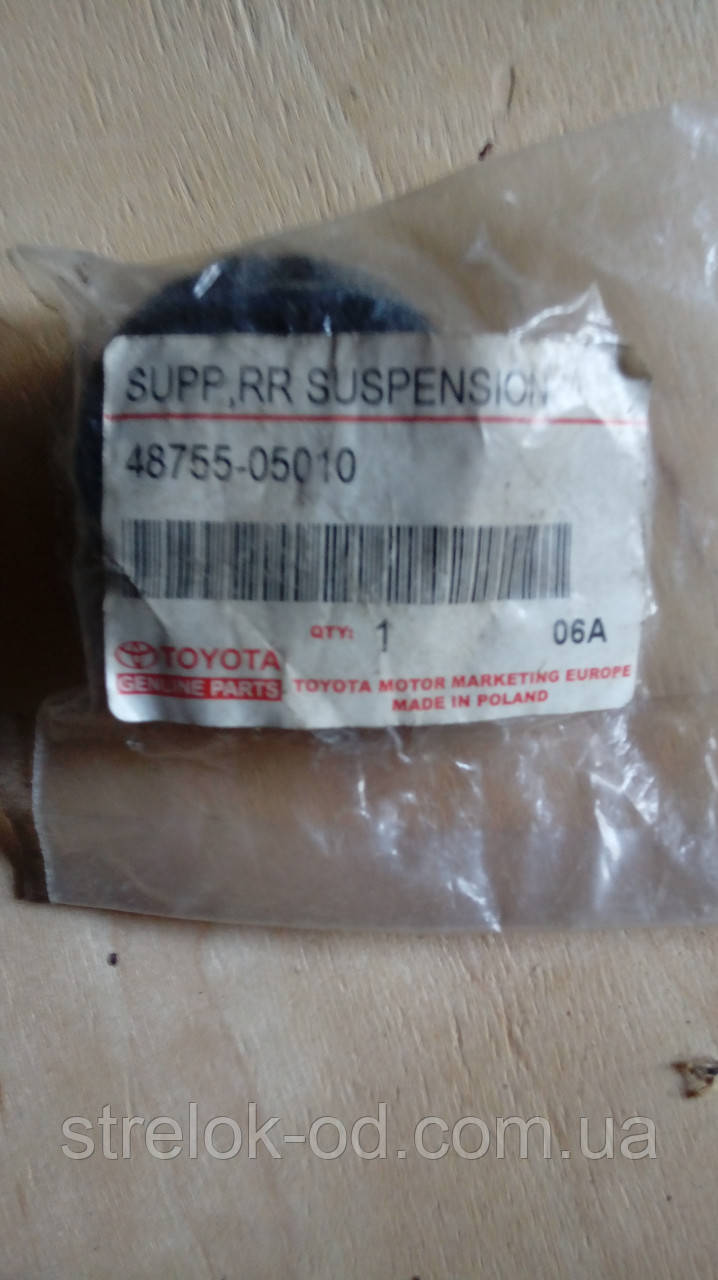 SUPP,RR SUSPENSION
48755-05010
QTY: 1 06A
TOYOTA
GENUINE PARTS
TOYOTA MOTOR MARKETING EUROPE
MADE IN POLAND
strelok-od.com.ua